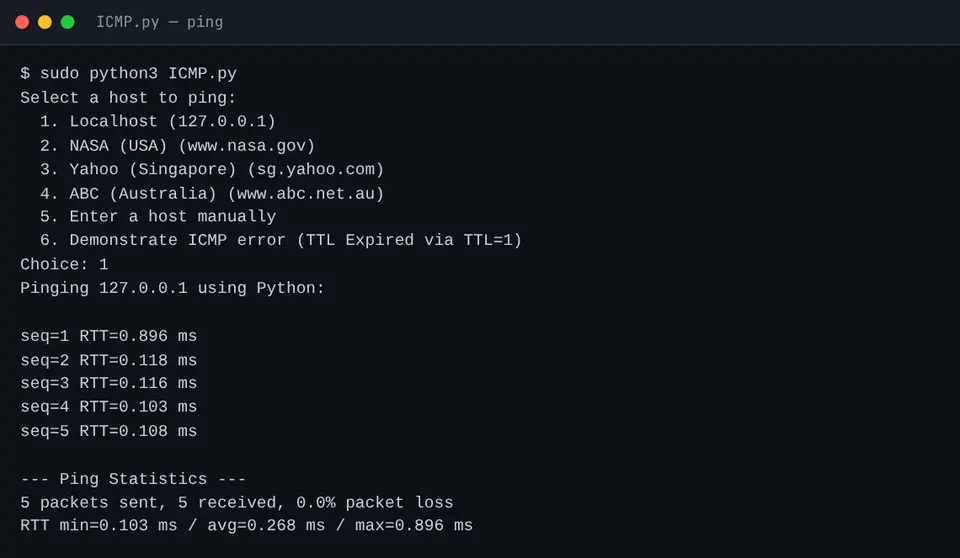 ICMP.py — ping
$ sudo python3 ICMP.py
Select a host to ping:
1. Localhost (127.0.0.1)
2. NASA (USA) (www.nasa.gov)
3. Yahoo (Singapore) (sg.yahoo.com)
4. ABC (Australia) (www.abc.net.au)
5. Enter a host manually
6. Demonstrate ICMP error (TTL Expired via TTL=1)
Choice: 1
Pinging 127.0.0.1 using Python:
seq=1 RTT=0.896 ms
seq=2 RTT=0.118 ms
seq=3 RTT=0.116 ms
seq=4 RTT=0.103 ms
seq=5 RTT=0.108 ms
--- Ping Statistics ---
5 packets sent, 5 received, 0.0% packet loss
RTT min=0.103 ms / avg=0.268 ms / max=0.896 ms